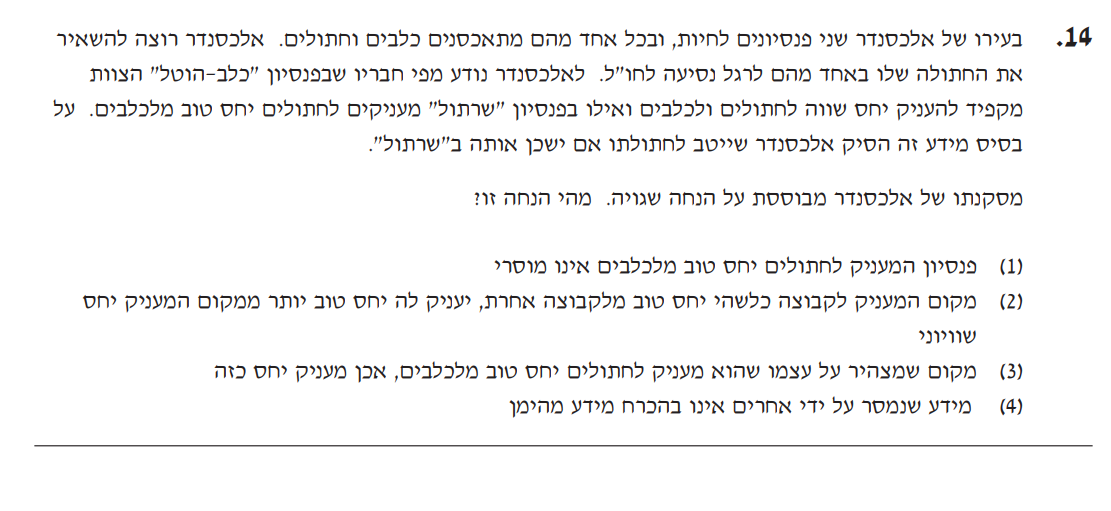 14. בעירו של אלכסנדר שני פנסיונים לחיות, ובכל אחד מהם מתאכסנים כלבים וחתולים. אלכסנדר רוצה להשאיר
את החתולה שלו באחד מהם לרגל נסיעה לחו"ל. לאלכסנדר נודע מפי חבריו שבפנסיון "כלב-הוטל" הצוות
מקפיד להעניק יחס שווה לחתולים ולכלבים ואילו בפנסיון "שרתול" מעניקים לחתולים יחס טוב מלכלבים. על
בסיס מידע זה הסיק אלכסנדר שייטב לחתולתו אם ישכן אותה ב"שרתול".
מסקנתו של אלכסנדר מבוססת על הנחה שגויה. מהי הנחה זו?
(1) פנסיון המעניק לחתולים יחס טוב מלכלבים אינו מוסרי
(2) מקום המעניק לקבוצה כלשהי יחס טוב מלקבוצה אחרת, יעניק לה יחס טוב יותר ממקום המעניק יחס
שוויוני
(3) מקום שמצהיר על עצמו שהוא מעניק לחתולים יחס טוב מלכלבים, אכן מעניק יחס כזה
(4) מידע שנמסר על ידי אחרים אינו בהכרח מידע מהימן